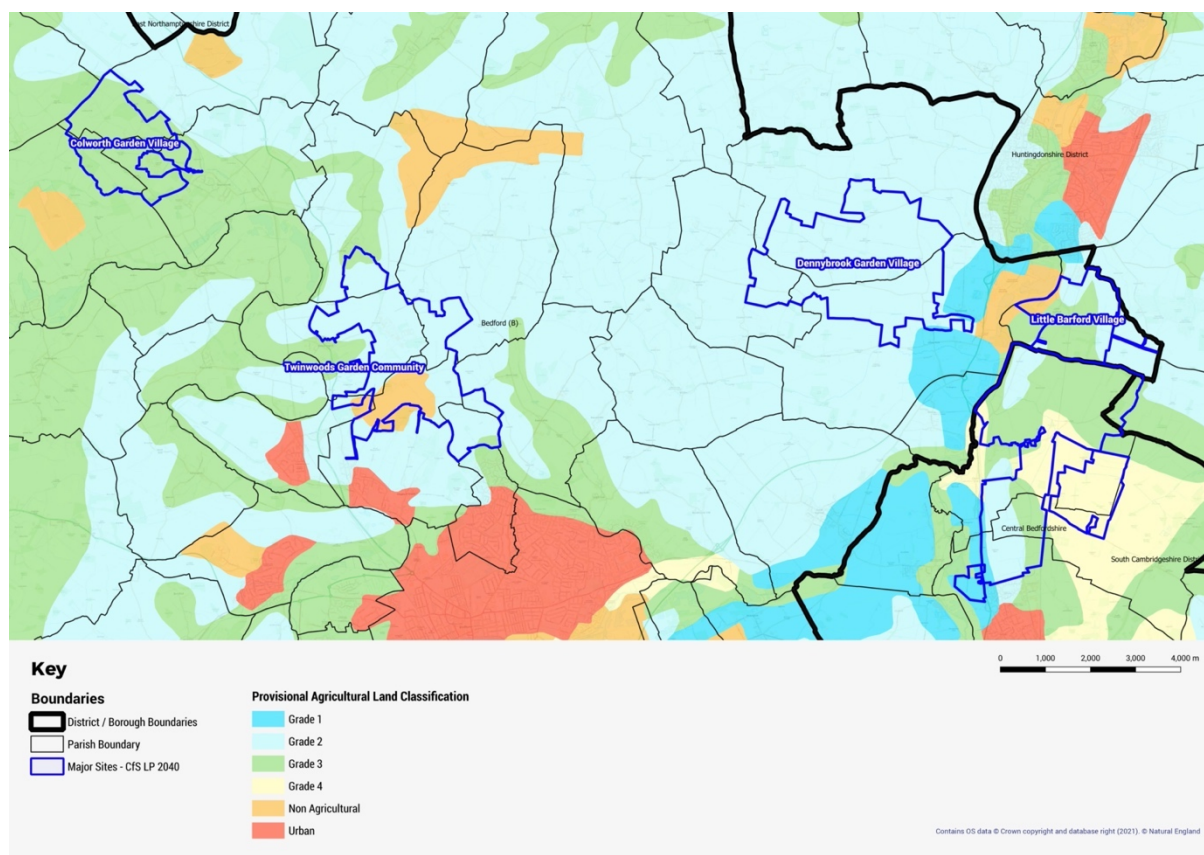 East Northamptonshire District
Colworth Garden Village
Huntingdonshire District
Dennybrook Garden Village
Bedford (B)
Little Barford Village
Twinwoods Garden Community
Central Bedfordshire
South Cambridgeshire Distri
Key
Boundaries
District / Borough Boundaries
Parish Boundary
Major Sites - CfS LP 2040
Provisional Agricultural Land Classification
Grade 1
Grade 2
Grade 3
Grade 4
Non Agricultural
Urban
0 1,000 2,000 3,000 4,000 m
Contains OS data © Crown copyright and database right (2021). © Natural England